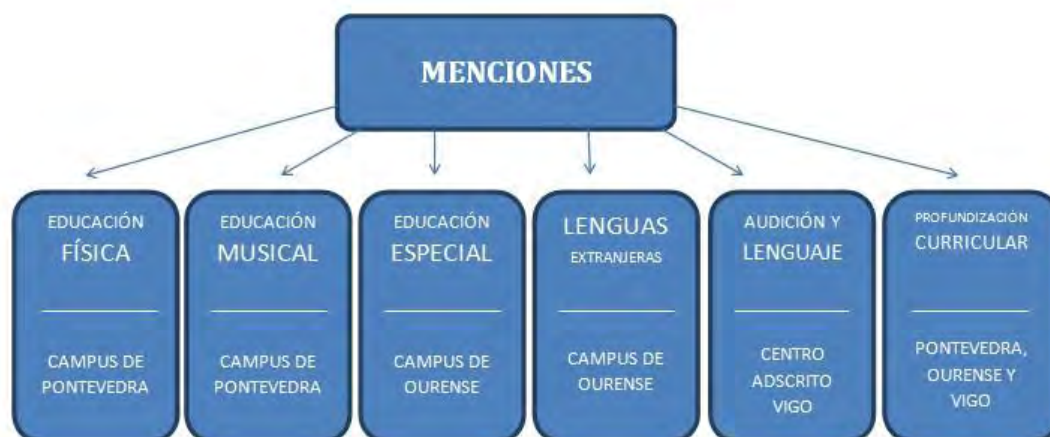 MENCIONES
EDUCACIÓN
FÍSICA
CAMPUS DE
PONTEVEDRA
EDUCACIÓN
MUSICAL
CAMPUS DE
PONTEVEDRA
EDUCACIÓN
ESPECIAL
CAMPUS DE
OURENSE
LENGUAS
EXTRANJERAS
CAMPUS DE
OURENSE
AUDICIÓN Y
LENGUAJE
CENTRO
ADSCRITO
VIGO
PROFUNDIZACIÓN
CURRICULAR
PONTEVEDRA,
OURENSE Y
VIGO